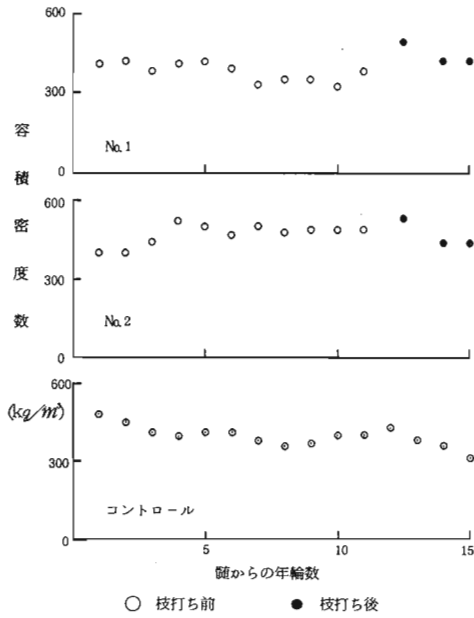 600
300
0
No.1
600
300
0
No.2
容積密度数
(kg/m³)
600
300
0
コントロール
5
10
15
髄からの年輪数
○ 枝打ち前 ● 枝打ち後